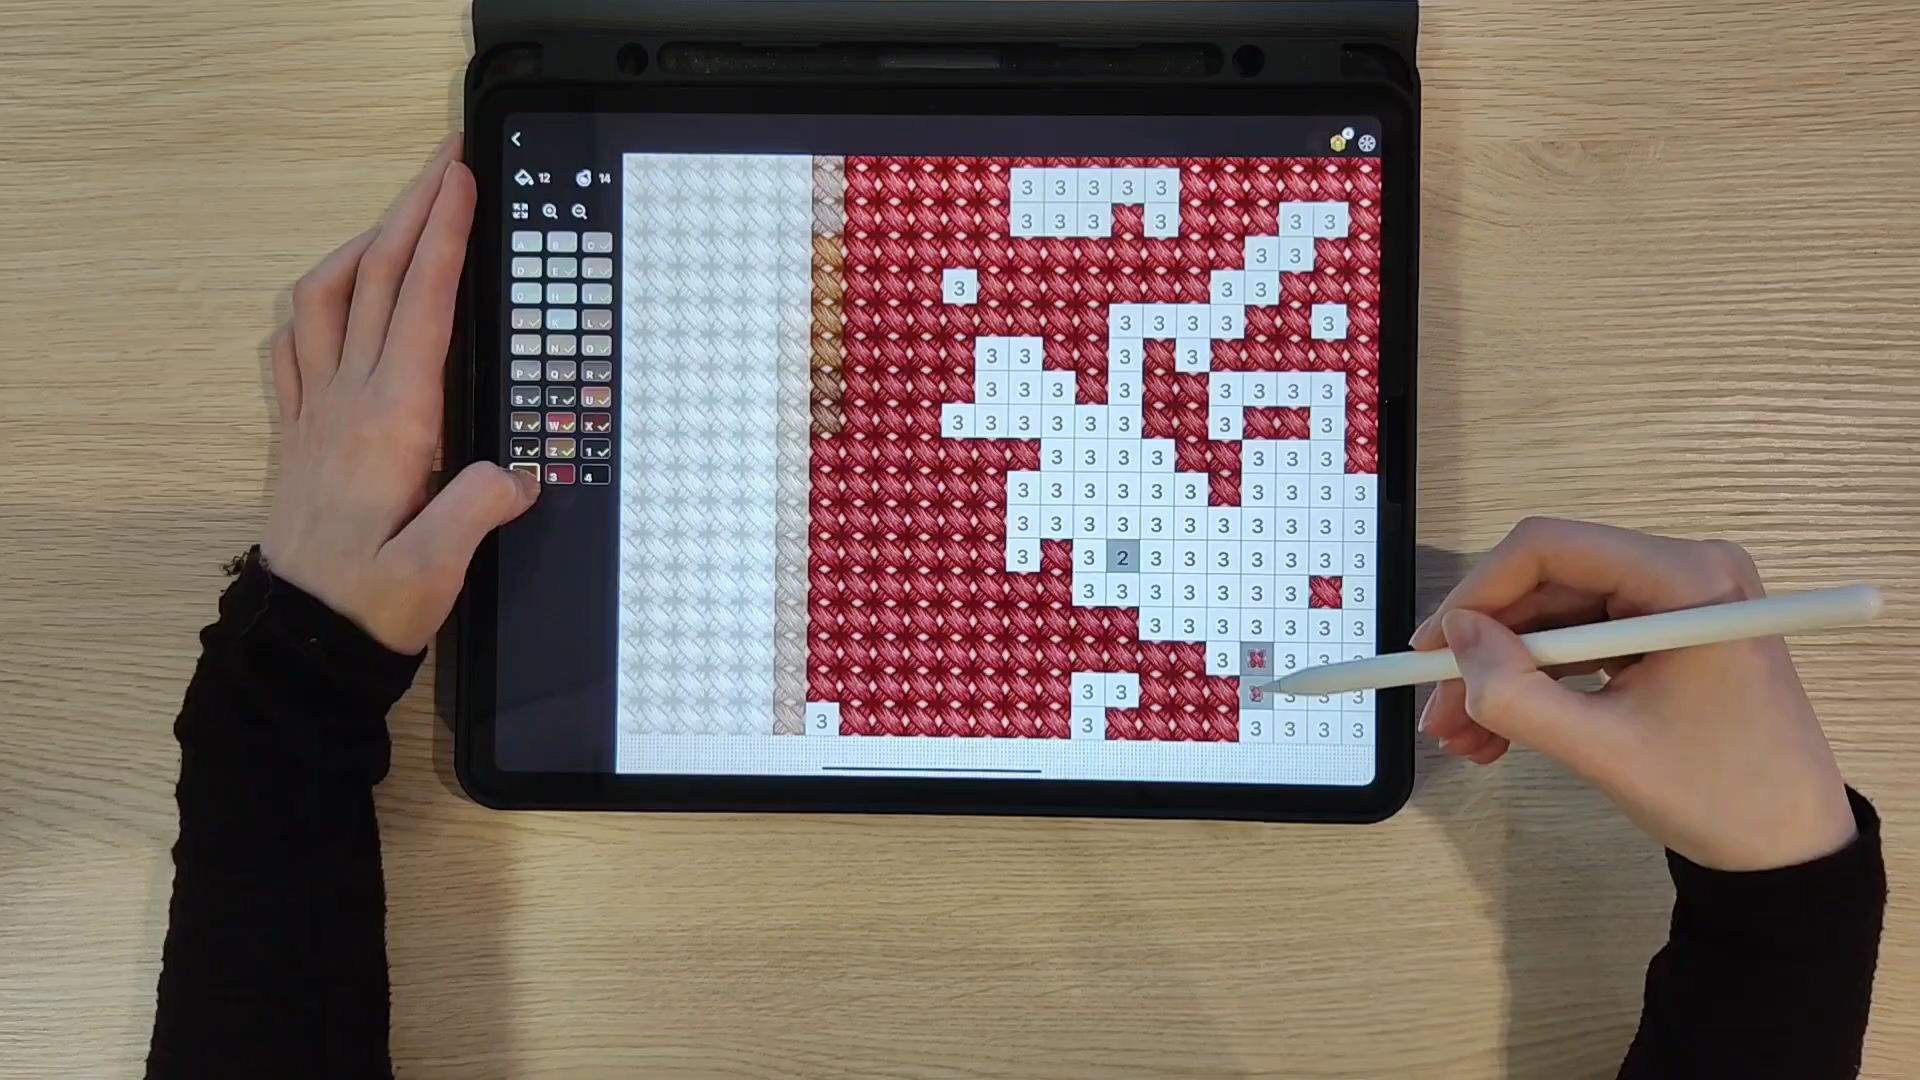 12 14
A B C
D E F
G H I
J K L
M N O
P Q R
S T U
V W X
Y Z 1
3 4
3 3 3 3 3
3 3 3 3
3 3
3 3
3 3 3
3 3 3 3 3
3 3 3 3
3 3 3 3 3 3 3 3
3 3 3 3 3 3 3 3
3 3 3 3 3 3 3
3 3 3 3 3 3 3 3 3 3
3 3 3 3 3 3 3 3 3 3 3
3 3 2 3 3 3 3 3 3 3
3 3 3 3 3 3 3 3
3 3 3 3 3 3 3
3 3 3 3
3 3 3 3 3
3 3 3 3 3 3